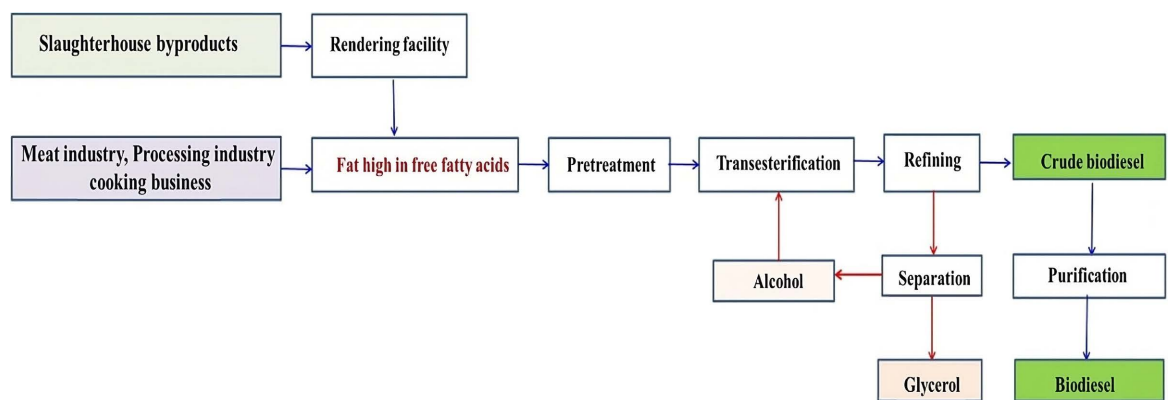 Slaughterhouse byproducts
Rendering facility
Meat industry, Processing industry
cooking business
Fat high in free fatty acids
Pretreatment
Transesterification
Refining
Crude biodiesel
Alcohol
Separation
Purification
Glycerol
Biodiesel